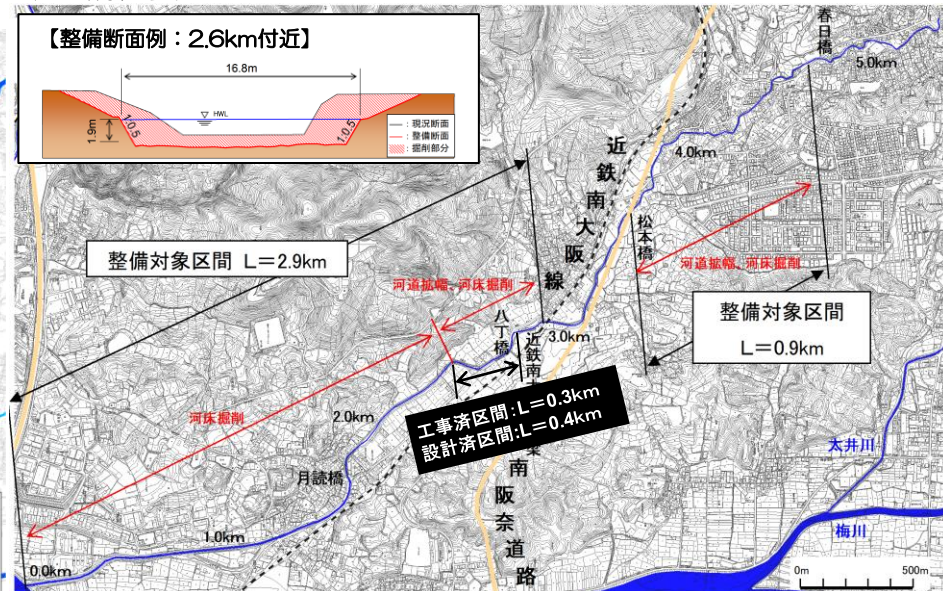 【整備断面例：2.6km付近】
16.8m
HWL
1.9m
1:0.5
1:0.5
：現況断面
：整備断面
：掘削部分
春日橋
5.0km
近鉄南大阪線
4.0km
松本橋
整備対象区間 L=2.9km
河道拡幅、河床掘削
河道拡幅、河床掘削
八丁橋
3.0km
整備対象区間
L=0.9km
近鉄南大
工事済区間:L=0.3km
設計済区間:L=0.4km
河床掘削
2.0km
月読橋
南阪奈道路
太井川
梅川
1.0km
0.0km
0m
500m